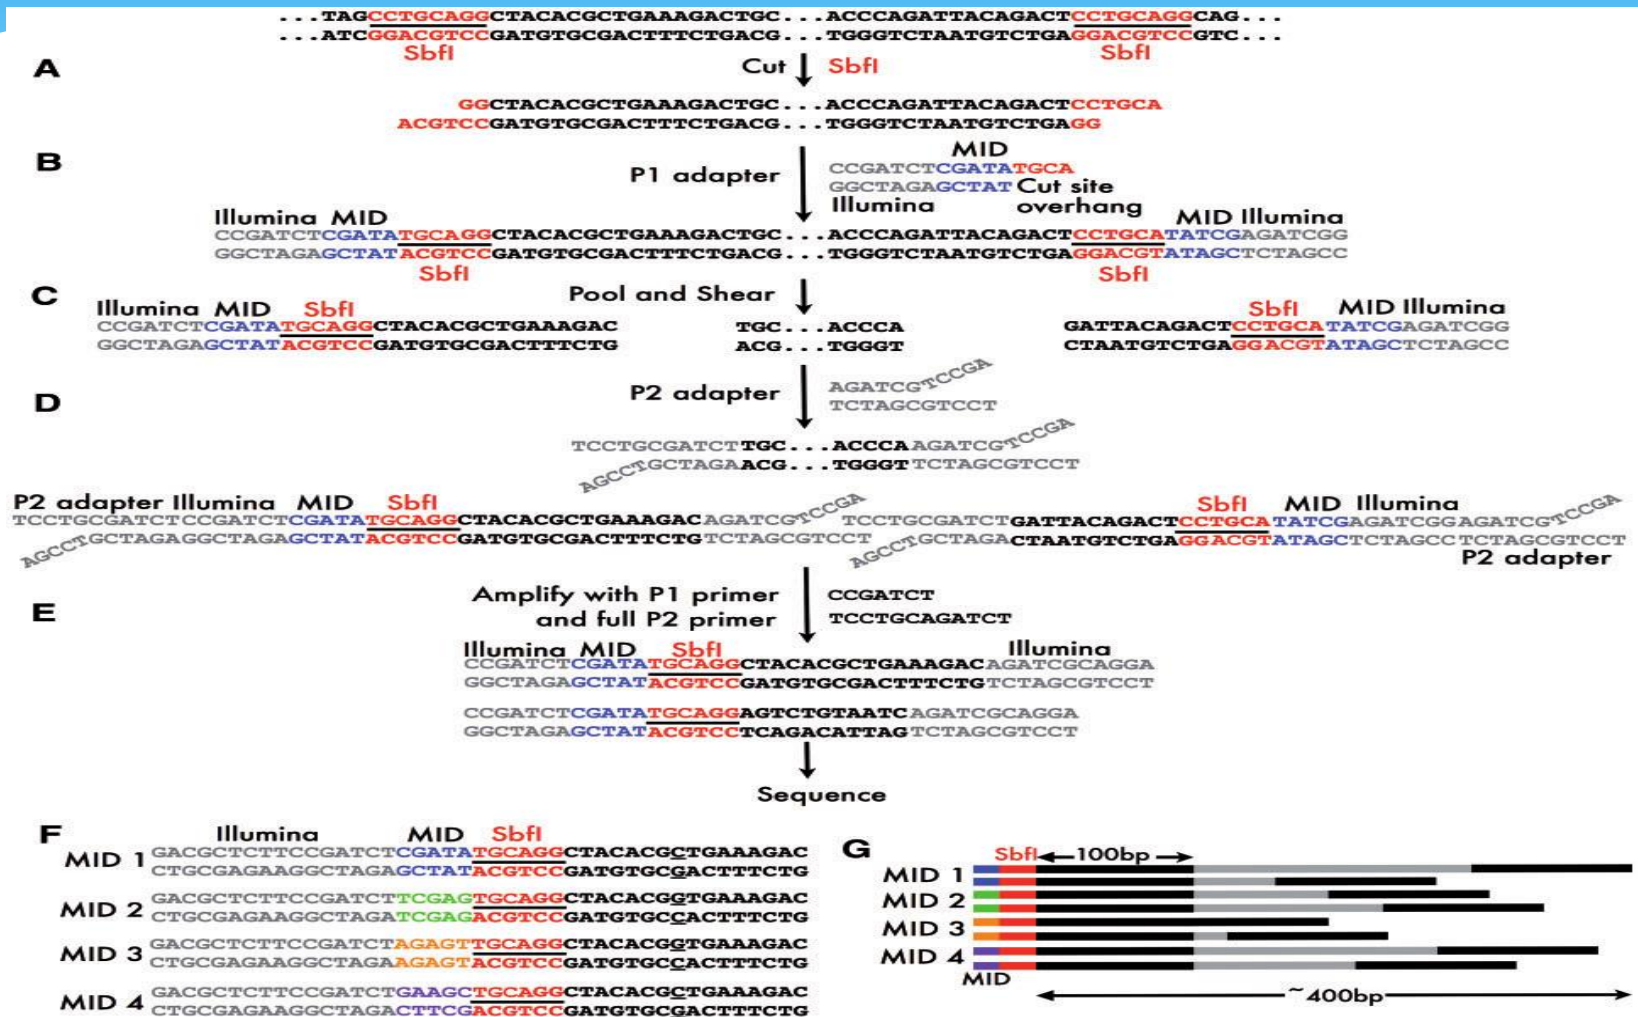 ...TAGCCTGCAGGCTACACGCTGAAAGACTGC...ACCCAGATTACAGACTCCTGCAGGCAG...
...ATCGGACGTCCGATGTGCGACTTTCTGACG...TGGGTCTAATGTCTGAGGACGTCCGTC...
SbfI SbfI
A
Cut SbfI
GGCTACACGCTGAAAGACTGC...ACCCAGATTACAGACTCCTGCA
ACGTCCGATGTGCGACTTTCTGACG...TGGGTCTAATGTCTGAGG
B
MID
P1 adapter CCGATCTCGATATGCA
GGCTAGAGCTAT Cut site
Illumina overhang
Illumina MID MID Illumina
CCGATCTCGATATGCAGGCTACACGCTGAAAGACTGC...ACCCAGATTACAGACTCCTGCATATCGAGATCGG
GGCTAGAGCTATACGTCCGATGTGCGACTTTCTGACG...TGGGTCTAATGTCTGAGGACGTATAGCTCTAGCC
SbfI SbfI
C
Pool and Shear
Illumina MID SbfI SbfI MID Illumina
CCGATCTCGATATGCAGGCTACACGCTGAAAGAC TGC...ACCCA GATTACAGACTCCTGCATATCGAGATCGG
GGCTAGAGCTATACGTCCGATGTGCGACTTTCTG ACG...TGGGT CTAATGTCTGAGGACGTATAGCTCTAGCC
D
P2 adapter AGATCGTCCGA
TCTAGCGTCCT
TCCTGCGATCTTGC...ACCCAAGATCGTCCGA
AGCCTGCTAGAACG...TGGGTTCTAGCGTCCT
P2 adapter Illumina MID SbfI SbfI MID Illumina
TCCTGCGATCTCCGATCTCGATATGCAGGCTACACGCTGAAAGACAGATCGTCCGA TCCTGCGATCTGATTACAGACTCCTGCATATCGAGATCGGAGATCGTCCGA
AGCCTGCTAGAGGCTAGAGCTATACGTCCGATGTGCGACTTTCTGTCTAGCGTCCT AGCCTGCTAGACTAATGTCTGAGGACGTATAGCTCTAGCCTCTAGCGTCCT
P2 adapter
E
Amplify with P1 primer CCGATCT
and full P2 primer TCCTGCAGATCT
Illumina MID SbfI Illumina
CCGATCTCGATATGCAGGCTACACGCTGAAAGACAGATCGCAGGA
GGCTAGAGCTATACGTCCGATGTGCGACTTTCTGTCTAGCGTCCT
CCGATCTCGATATGCAGGAGTCTGTAATCAGATCGCAGGA
GGCTAGAGCTATACGTCCTCAGACATTAGTCTAGCGTCCT
Sequence
F
Illumina MID SbfI
MID 1 GACGCTCTTCCGATCTCGATATGCAGGCTACACGCTGAAAGAC
CTGCGAGAAGGCTAGAGCTATACGTCCGATGTGCGACTTTCTG
MID 2 GACGCTCTTCCGATCTTCGAGTGCAGGCTACACGGTGAAAGAC
CTGCGAGAAGGCTAGATCGAGACGTCCGATGTGCCACTTTCTG
MID 3 GACGCTCTTCCGATCTAGAGTTGCAGGCTACACGGTGAAAGAC
CTGCGAGAAGGCTAGAAGAGTACGTCCGATGTGCCACTTTCTG
MID 4 GACGCTCTTCCGATCTGAAGCTGCAGGCTACACGCTGAAAGAC
CTGCGAGAAGGCTAGACTTCGACGTCCGATGTGCGACTTTCTG
G
SbfI 100bp
MID 1
MID 2
MID 3
MID 4
MID
~400bp